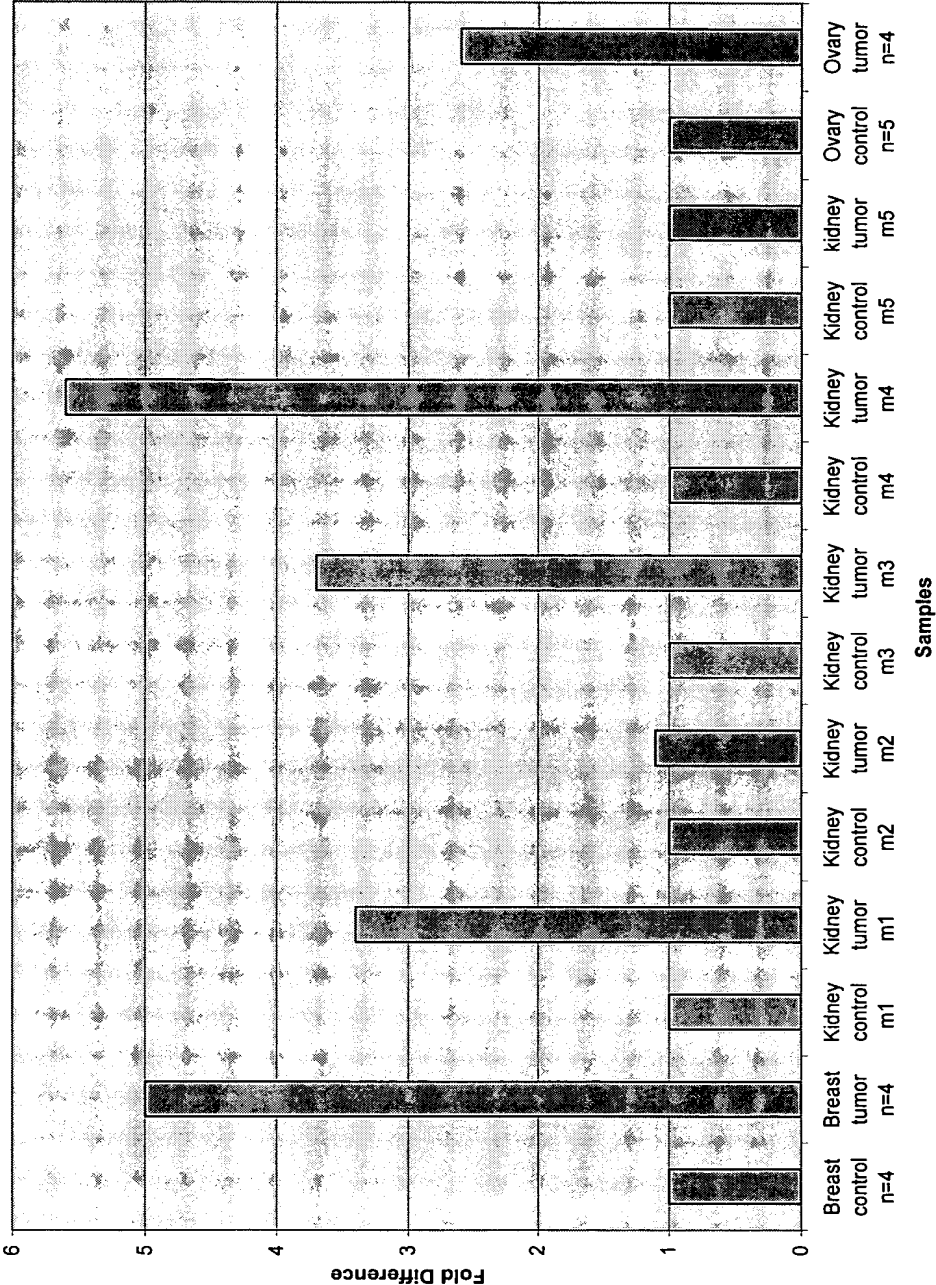 Fold Difference
6
5
4
3
2
1
0
Breast control n=4
Breast tumor n=4
Kidney control m1
Kidney tumor m1
Kidney control m2
Kidney tumor m2
Kidney control m3
Kidney tumor m3
Kidney control m4
Kidney tumor m4
Kidney control m5
kidney tumor m5
Ovary control n=5
Ovary tumor n=4
Samples